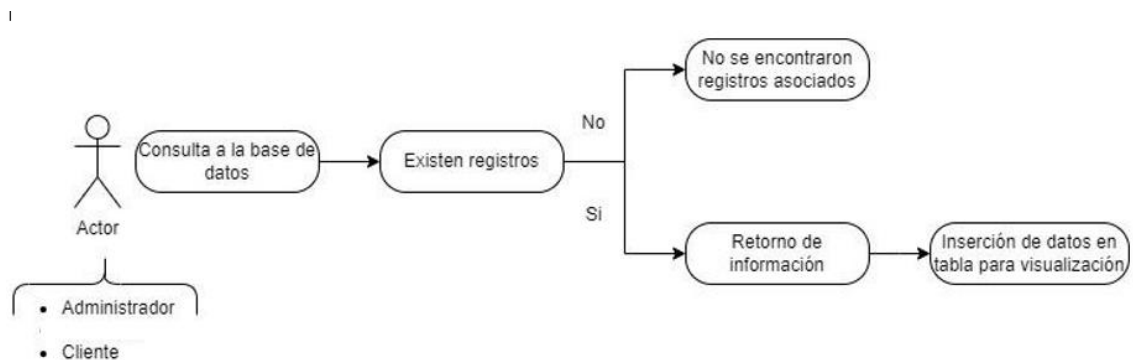 Consulta a la base de
datos
Existen registros
No
No se encontraron
registros asociados
Si
Retorno de
información
Inserción de datos en
tabla para visualización
Actor
• Administrador
• Cliente